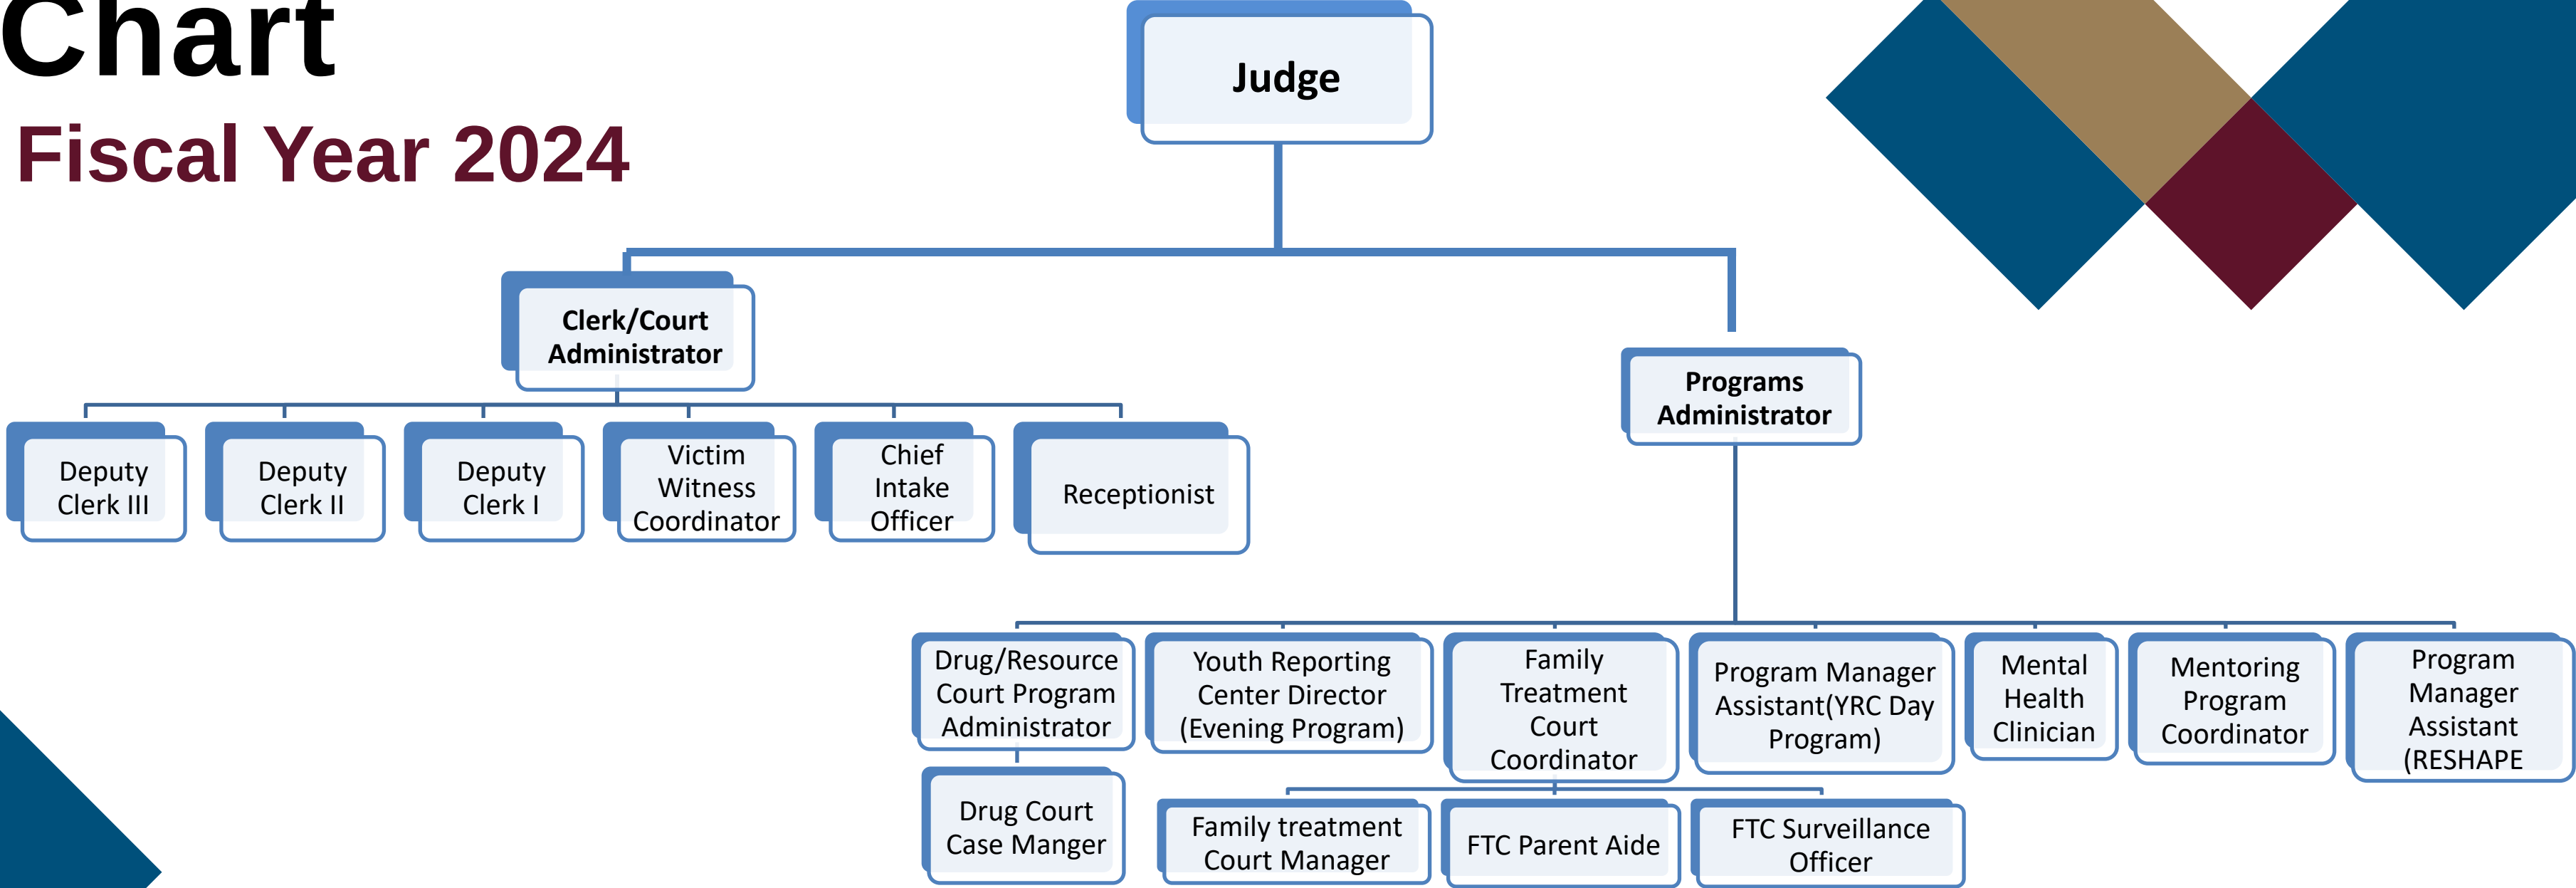 Chart
Fiscal Year 2024
Judge
Clerk/Court
Administrator
Programs
Administrator
Deputy
Clerk III
Deputy
Clerk II
Deputy
Clerk I
Victim
Witness
Coordinator
Chief
Intake
Officer
Receptionist
Drug/Resource
Court Program
Administrator
Youth Reporting
Center Director
(Evening Program)
Family
Treatment
Court
Coordinator
Program Manager
Assistant(YRC Day
Program)
Mental
Health
Clinician
Mentoring
Program
Coordinator
Program
Manager
Assistant
(RESHAPE
Drug Court
Case Manger
Family treatment
Court Manager
FTC Parent Aide
FTC Surveillance
Officer